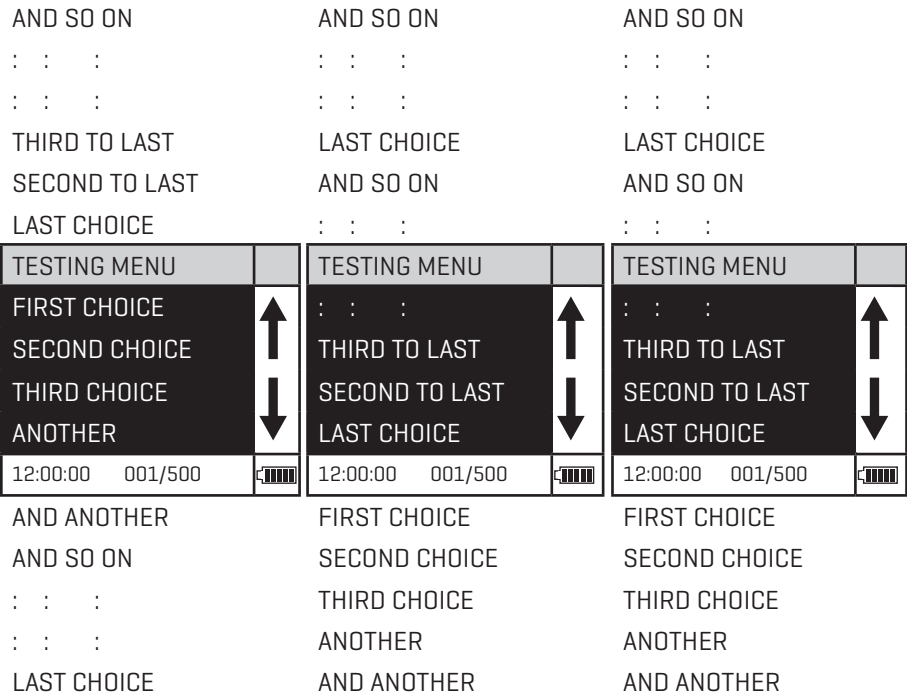 AND SO ON
: : :
: : :
THIRD TO LAST
SECOND TO LAST
LAST CHOICE
TESTING MENU
FIRST CHOICE
SECOND CHOICE
THIRD CHOICE
ANOTHER
12:00:00 001/500
AND ANOTHER
AND SO ON
: : :
: : :
LAST CHOICE
AND SO ON
: : :
: : :
LAST CHOICE
AND SO ON
: : :
TESTING MENU
: : :
THIRD TO LAST
SECOND TO LAST
LAST CHOICE
12:00:00 001/500
FIRST CHOICE
SECOND CHOICE
THIRD CHOICE
ANOTHER
AND ANOTHER
AND SO ON
: : :
: : :
LAST CHOICE
AND SO ON
: : :
TESTING MENU
: : :
THIRD TO LAST
SECOND TO LAST
LAST CHOICE
12:00:00 001/500
FIRST CHOICE
SECOND CHOICE
THIRD CHOICE
ANOTHER
AND ANOTHER